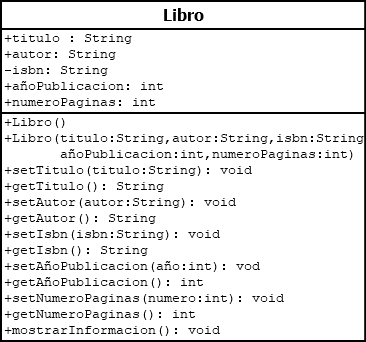 Libro
+titulo : String
+autor: String
-isbn: String
+añoPublicacion: int
+numeroPaginas: int
+Libro()
+Libro(titulo:String,autor:String,isbn:String
añoPublicacion:int,numeroPaginas:int)
+setTitulo(titulo:String): void
+getTitulo(): String
+setAutor(autor:String): void
+getAutor(): String
+setIsbn(isbn:String): void
+getIsbn(): String
+setAñoPublicacion(año:int): vod
+getAñoPublicacion(): int
+setNumeroPaginas(numero:int): void
+getNumeroPaginas(): int
+mostrarInformacion(): void